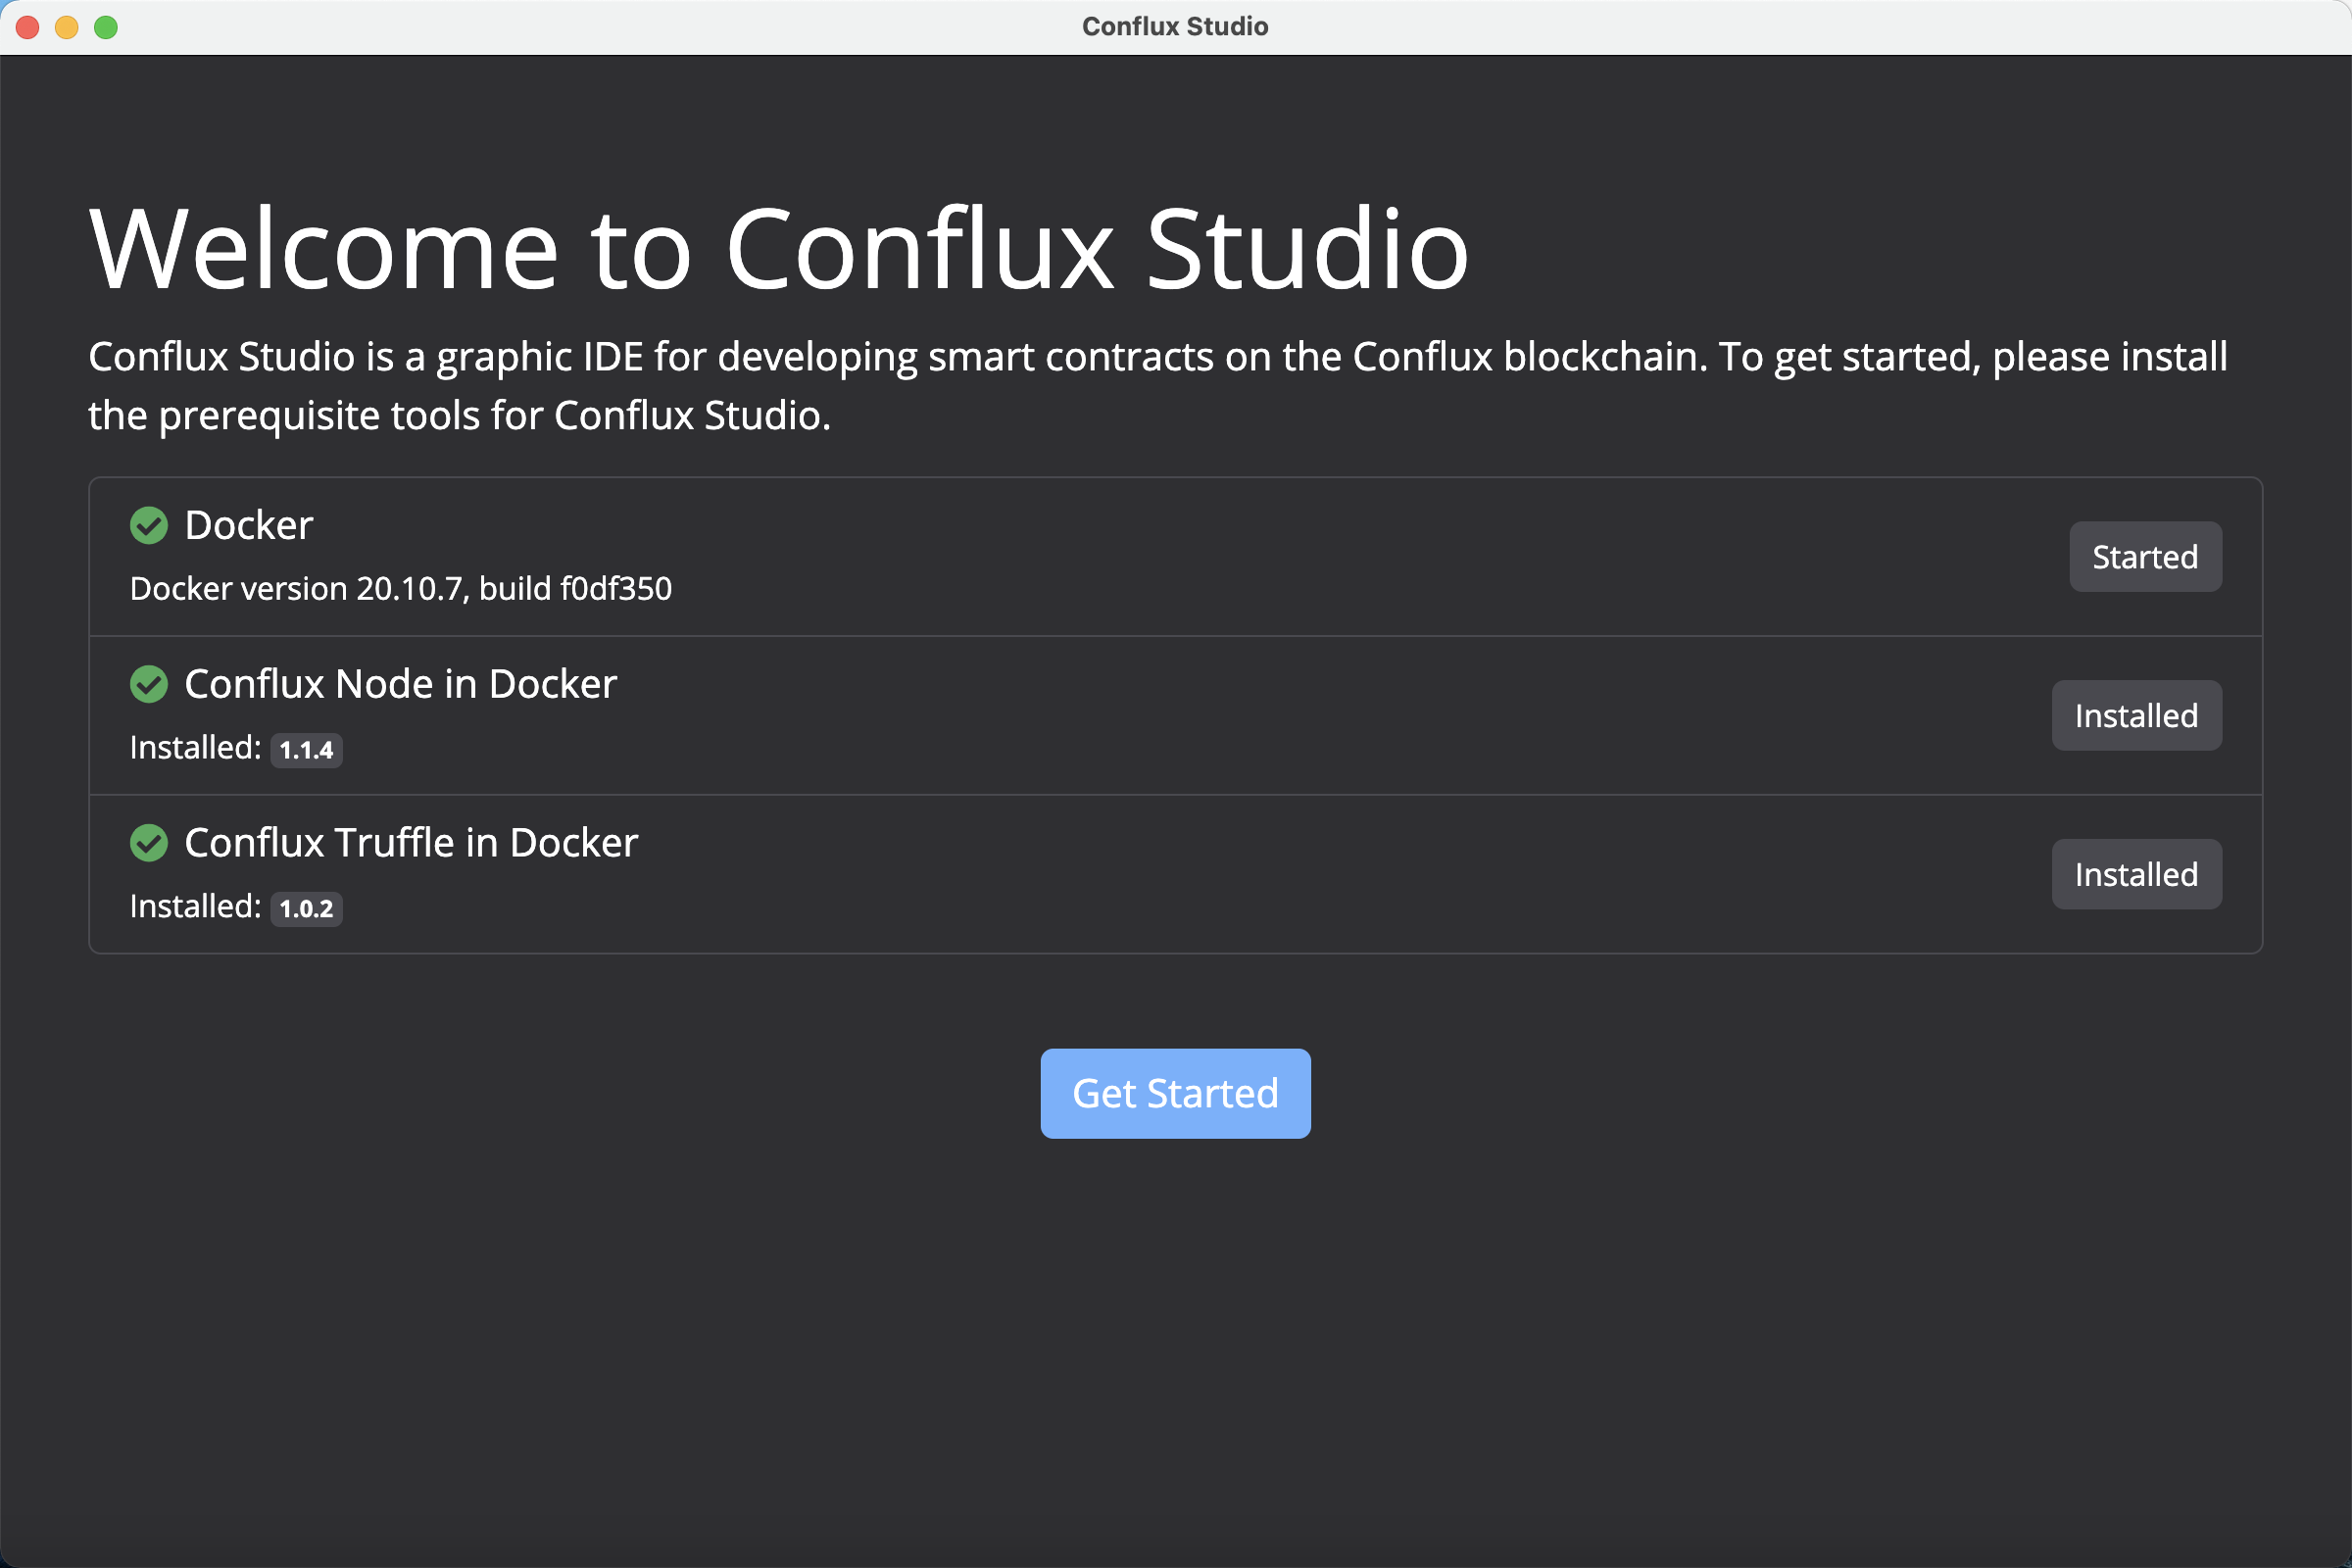 Conflux Studio
Welcome to Conflux Studio
Conflux Studio is a graphic IDE for developing smart contracts on the Conflux blockchain. To get started, please install
the prerequisite tools for Conflux Studio.
Docker
Started
Docker version 20.10.7, build f0df350
Conflux Node in Docker
Installed
Installed: 1.1.4
Conflux Truffle in Docker
Installed
Installed: 1.0.2
Get Started